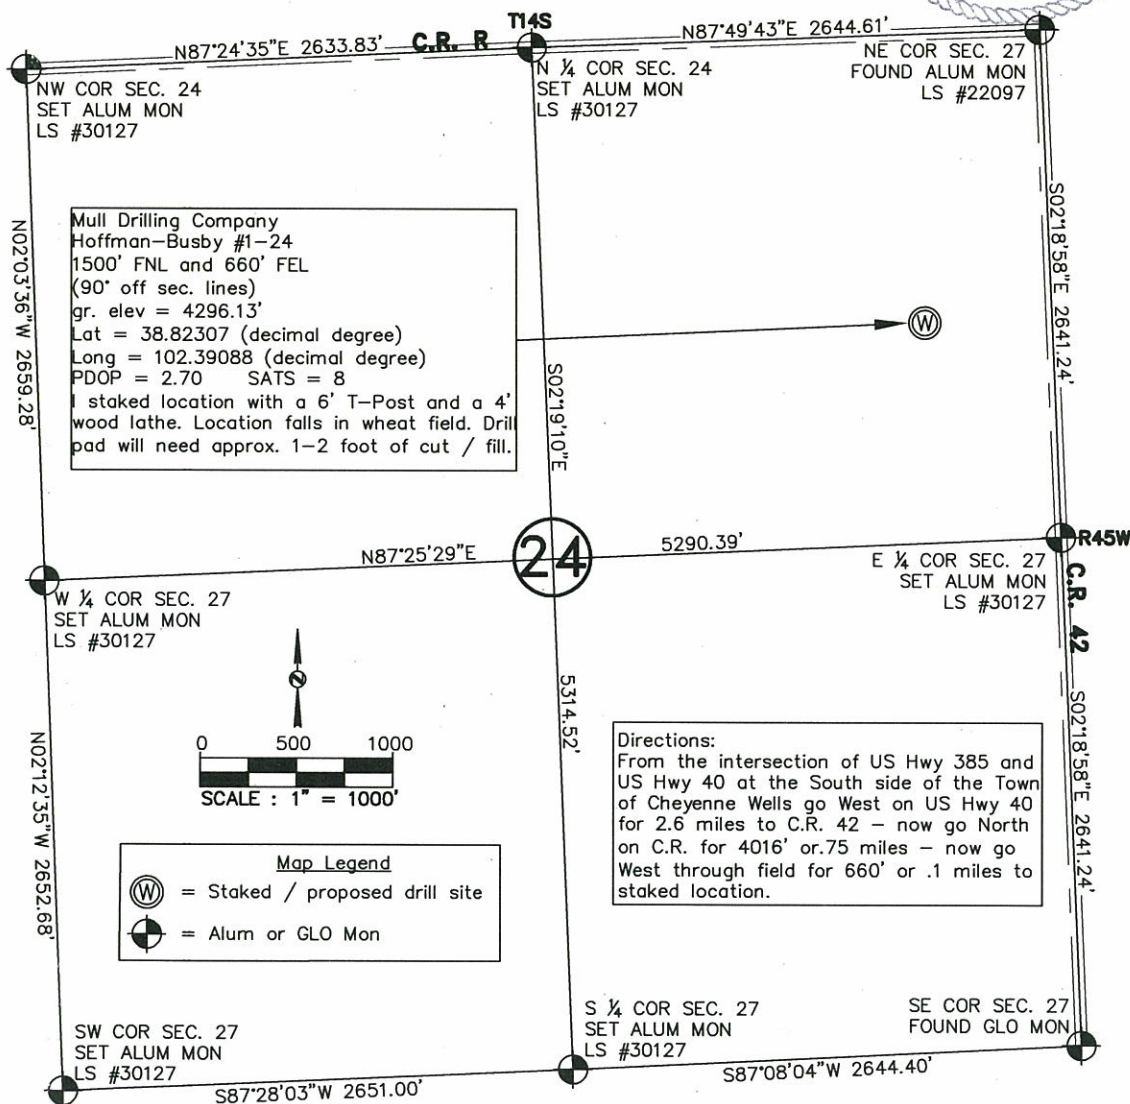 T14S
N87°24'35"E 2633.83'
C.R. R
N87°49'43"E 2644.61'
NW COR SEC. 24
SET ALUM MON
LS #30127
N ¼ COR SEC. 24
SET ALUM MON
LS #30127
NE COR SEC. 27
FOUND ALUM MON
LS #22097
N02°03'36"W 2659.28'
Mull Drilling Company
Hoffman-Busby #1-24
1500' FNL and 660' FEL
(90° off sec. lines)
gr. elev = 4296.13'
Lat = 38.82307 (decimal degree)
Long = 102.39088 (decimal degree)
PDOP = 2.70 SATS = 8
I staked location with a 6' T-Post and a 4'
wood lathe. Location falls in wheat field. Drill
pad will need approx. 1-2 foot of cut / fill.
W
S02°18'58"E 2641.24'
S02°19'10"E
N87°25'29"E
24
5290.39'
R45W
E ¼ COR SEC. 27
SET ALUM MON
LS #30127
C.R. 42
W ¼ COR SEC. 27
SET ALUM MON
LS #30127
N
0 500 1000
SCALE : 1" = 1000'
5314.52'
N02°12'35"W 2652.68'
S02°18'58"E 2641.24'
Directions:
From the intersection of US Hwy 385 and
US Hwy 40 at the South side of the Town
of Cheyenne Wells go West on US Hwy 40
for 2.6 miles to C.R. 42 - now go North
on C.R. for 4016' or.75 miles - now go
West through field for 660' or .1 miles to
staked location.
Map Legend
W = Staked / proposed drill site
= Alum or GLO Mon
SW COR SEC. 27
SET ALUM MON
LS #30127
S ¼ COR SEC. 27
SET ALUM MON
LS #30127
SE COR SEC. 27
FOUND GLO MON
S87°28'03"W 2651.00'
S87°08'04"W 2644.40'